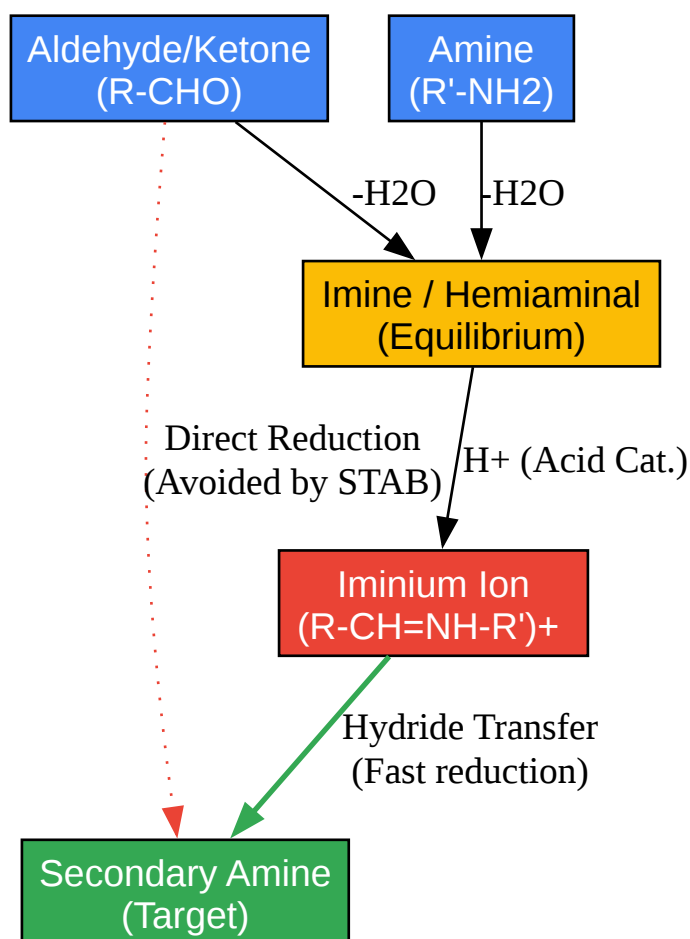 Aldehyde/Ketone
(R-CHO)
Amine
(R'-NH2)
-H2O
-H2O
Imine / Hemiaminal
(Equilibrium)
Direct Reduction
(Avoided by STAB)
H+ (Acid Cat.)
Iminium Ion
(R-CH=NH-R')+
Hydride Transfer
(Fast reduction)
Secondary Amine
(Target)